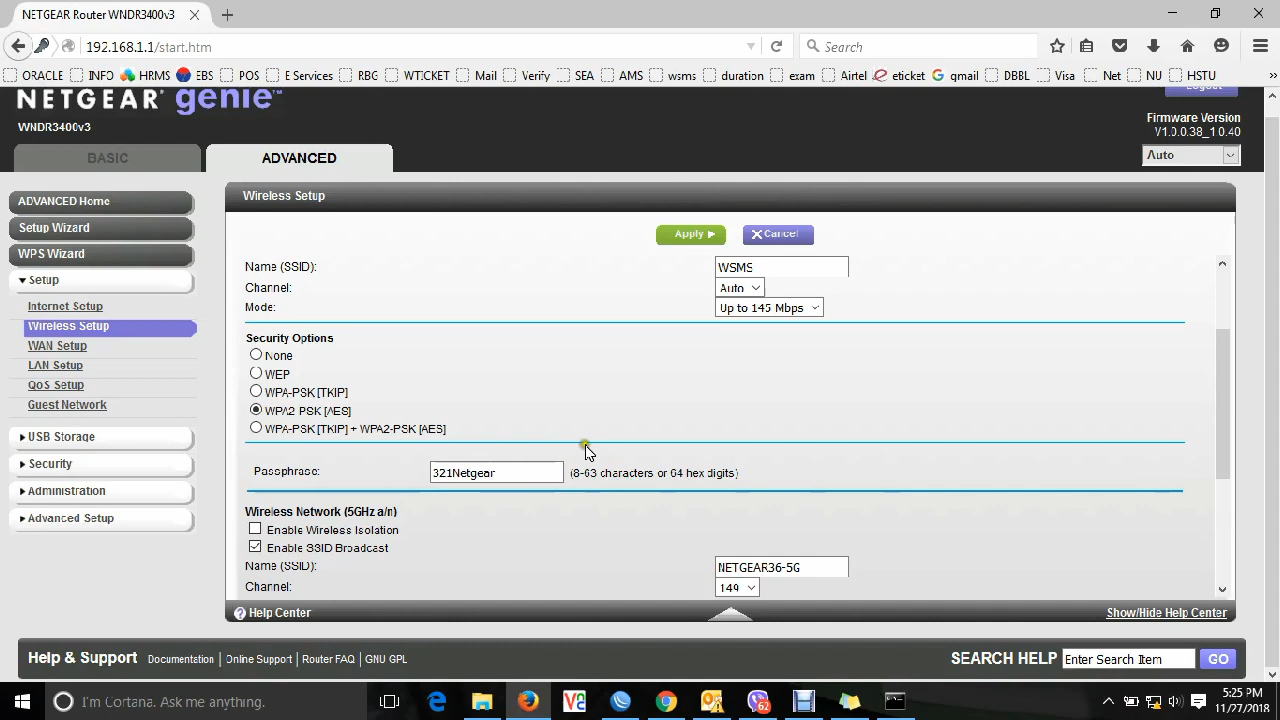 NETGEAR Router WNDR3400v3
192.168.1.1/start.htm
Search
ORACLE INFO HRMS EBS POS E Services RBG WTICKET Mail Verify SEA AMS wsms duration exam Airtel eticket gmail DBBL Visa Net NU HSTU »
NETGEAR® genie™
Logout
WNDR3400v3
Firmware Version
V1.0.0.38_1.0.40
BASIC
ADVANCED
Auto
ADVANCED Home
Setup Wizard
WPS Wizard
Setup
Internet Setup
Wireless Setup
WAN Setup
LAN Setup
QoS Setup
Guest Network
USB Storage
Security
Administration
Advanced Setup
Wireless Setup
Apply
Cancel
Name (SSID): WSMS
Channel: Auto
Mode: Up to 145 Mbps
Security Options
None
WEP
WPA-PSK [TKIP]
WPA2-PSK [AES]
WPA-PSK [TKIP] + WPA2-PSK [AES]
Passphrase: 321Netgear (8-63 characters or 64 hex digits)
Wireless Network (5GHz a/n)
Enable Wireless Isolation
Enable SSID Broadcast
Name (SSID): NETGEAR36-5G
Channel: 149
Help Center
Show/Hide Help Center
Help & Support Documentation | Online Support | Router FAQ | GNU GPL
SEARCH HELP Enter Search Item GO
I'm Cortana. Ask me anything.
62
5:25 PM
11/27/2018